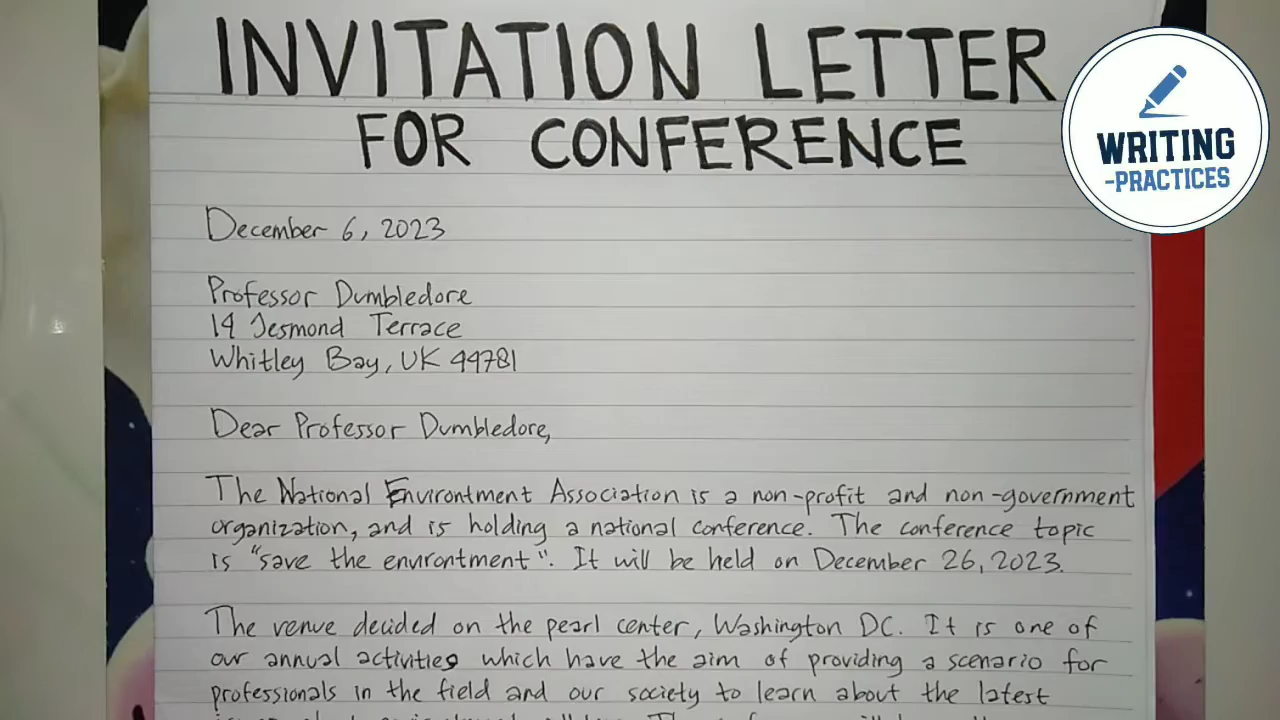 INVITATION LETTER
FOR CONFERENCE
WRITING
-PRACTICES
December 6, 2023
Professor Dumbledore
14 Jesmond Terrace
Whitley Bay, UK 44781
Dear Professor Dumbledore,
The National Environtment Association is a non-profit and non-government
organization, and is holding a national conference. The conference topic
is "save the environtment". It will be held on December 26, 2023.
The venue decided on the pearl center, Washington DC. It is one of
our annual activities which have the aim of providing a scenario for
professionals in the field and our society to learn about the latest